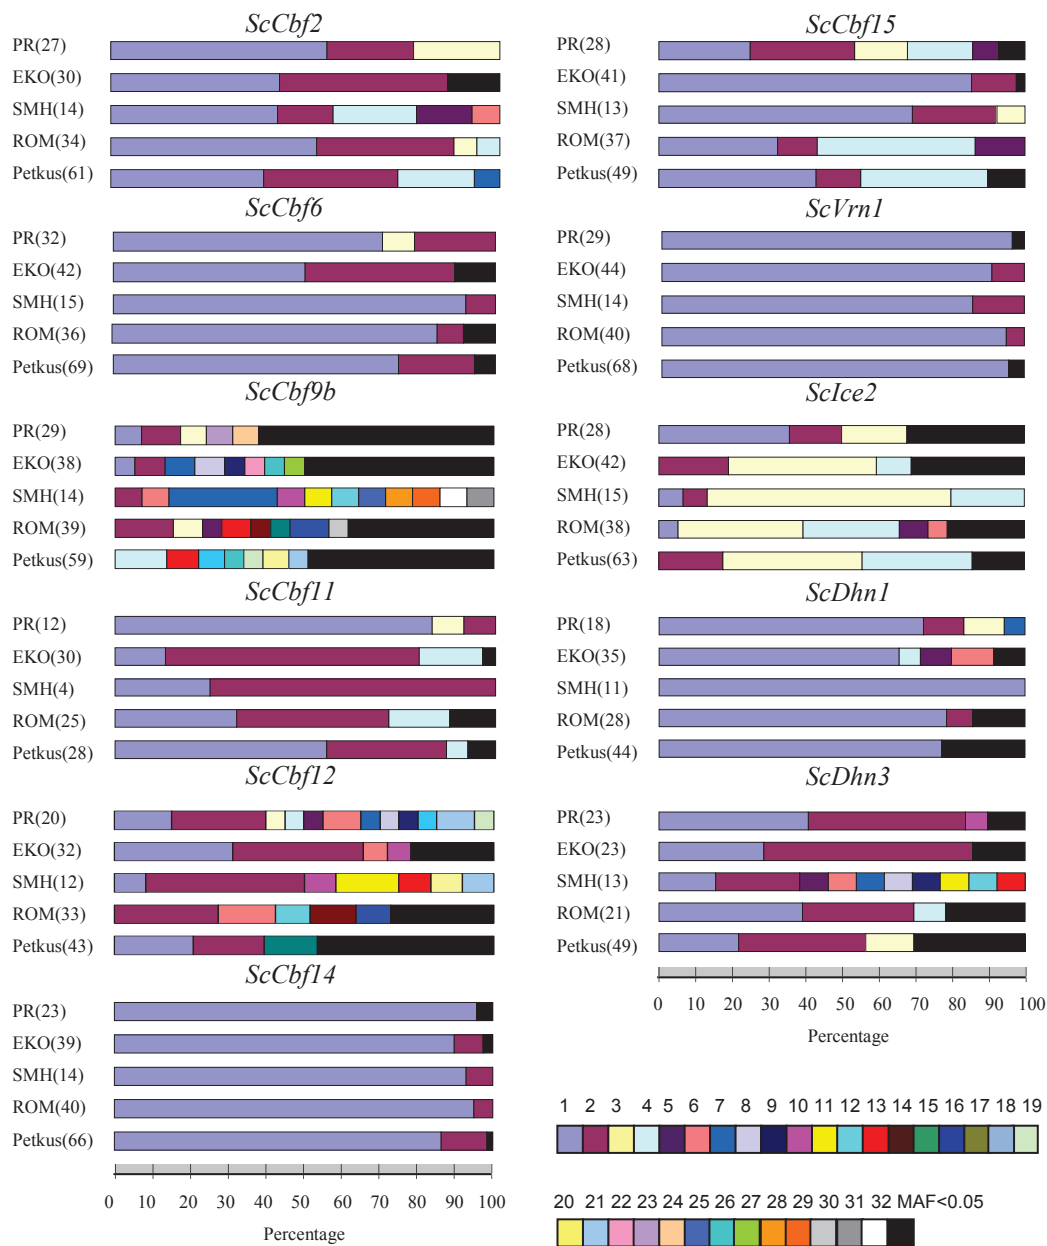 ScCbf2
PR(27)
EKO(30)
SMH(14)
ROM(34)
Petkus(61)
ScCbf6
PR(32)
EKO(42)
SMH(15)
ROM(36)
Petkus(69)
ScCbf9b
PR(29)
EKO(38)
SMH(14)
ROM(39)
Petkus(59)
ScCbf11
PR(12)
EKO(30)
SMH(4)
ROM(25)
Petkus(28)
ScCbf12
PR(20)
EKO(32)
SMH(12)
ROM(33)
Petkus(43)
ScCbf14
PR(23)
EKO(39)
SMH(14)
ROM(40)
Petkus(66)
0 10 20 30 40 50 60 70 80 90 100
Percentage
ScCbf15
PR(28)
EKO(41)
SMH(13)
ROM(37)
Petkus(49)
ScVrn1
PR(29)
EKO(44)
SMH(14)
ROM(40)
Petkus(68)
ScIce2
PR(28)
EKO(42)
SMH(15)
ROM(38)
Petkus(63)
ScDhn1
PR(18)
EKO(35)
SMH(11)
ROM(28)
Petkus(44)
ScDhn3
PR(23)
EKO(23)
SMH(13)
ROM(21)
Petkus(49)
0 10 20 30 40 50 60 70 80 90 100
Percentage
1 2 3 4 5 6 7 8 9 10 11 12 13 14 15 16 17 18 19
20 21 22 23 24 25 26 27 28 29 30 31 32 MAF<0.05